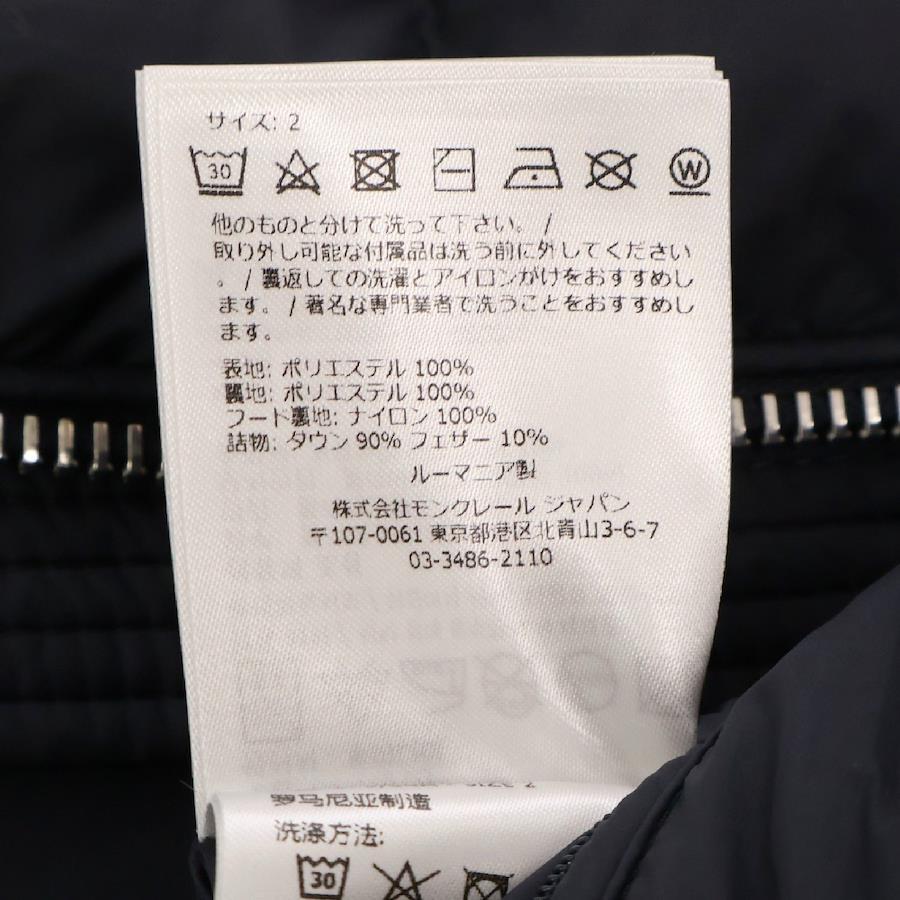 サイズ: 2
30
W
他のものと分けて洗って下さい。 /
取り外し可能な付属品は洗う前に外してください
。 / 裏返しての洗濯とアイロンがけをおすすめし
ます。 / 著名な専門業者で洗うことをおすすめし
ます。
表地: ポリエステル 100%
裏地: ポリエステル 100%
フード裏地: ナイロン 100%
詰物: ダウン 90% フェザー 10%
ルーマニア製
株式会社モンクレール ジャパン
〒107-0061 東京都港区北青山3-6-7
03-3486-2110
罗马尼亚制造
洗涤方法:
30